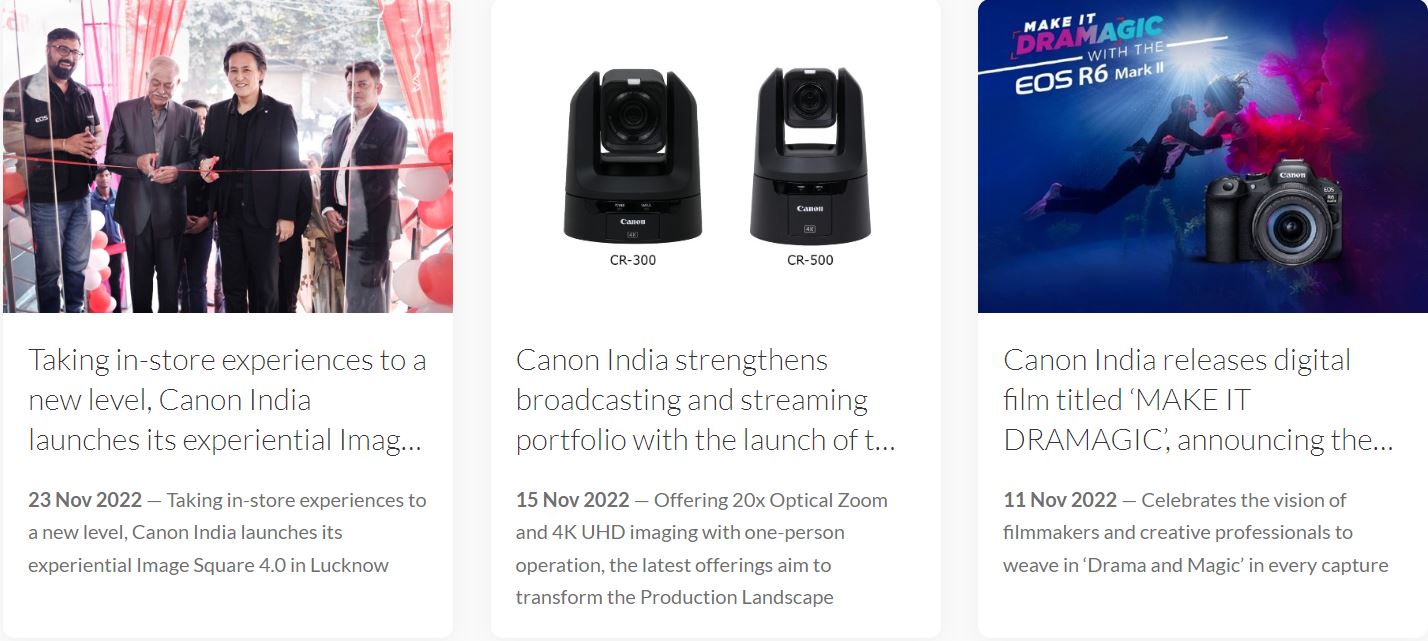 EOS
POWER
STATUS
Canon
4K
CR-300
Canon
4K
CR-500
MAKE IT
DRAMAGIC
WITH THE
EOS R6 Mark II
Canon
EOS
R6
Taking in-store experiences to a
new level, Canon India
launches its experiential Imag...
23 Nov 2022 — Taking in-store experiences to
a new level, Canon India launches its
experiential Image Square 4.0 in Lucknow
Canon India strengthens
broadcasting and streaming
portfolio with the launch of t...
15 Nov 2022 — Offering 20x Optical Zoom
and 4K UHD imaging with one-person
operation, the latest offerings aim to
transform the Production Landscape
Canon India releases digital
film titled ‘MAKE IT
DRAMAGIC’, announcing the...
11 Nov 2022 — Celebrates the vision of
filmmakers and creative professionals to
weave in ‘Drama and Magic’ in every capture